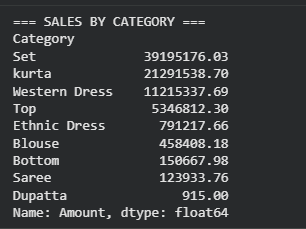 === SALES BY CATEGORY ===
Category
Set 39195176.03
kurta 21291538.70
Western Dress 11215337.69
Top 5346812.30
Ethnic Dress 791217.66
Blouse 458408.18
Bottom 150667.98
Saree 123933.76
Dupatta 915.00
Name: Amount, dtype: float64